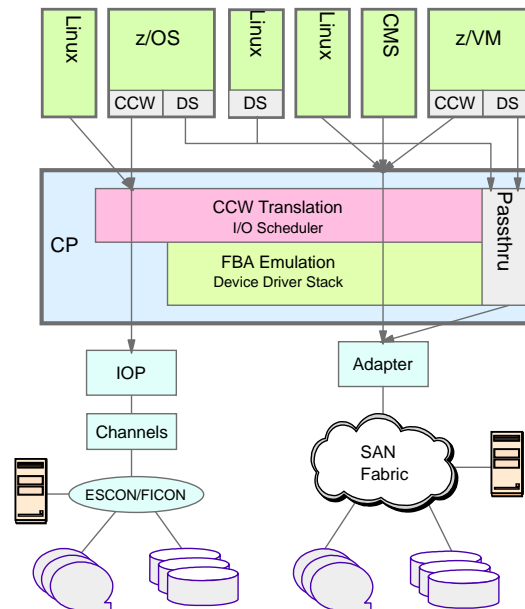 Linux
z/OS
CCW
DS
Linux
DS
Linux
CMS
z/VM
CCW
DS
CP
CCW Translation
I/O Scheduler
FBA Emulation
Device Driver Stack
Passthru
IOP
Adapter
Channels
SAN
Fabric
ESCON/FICON